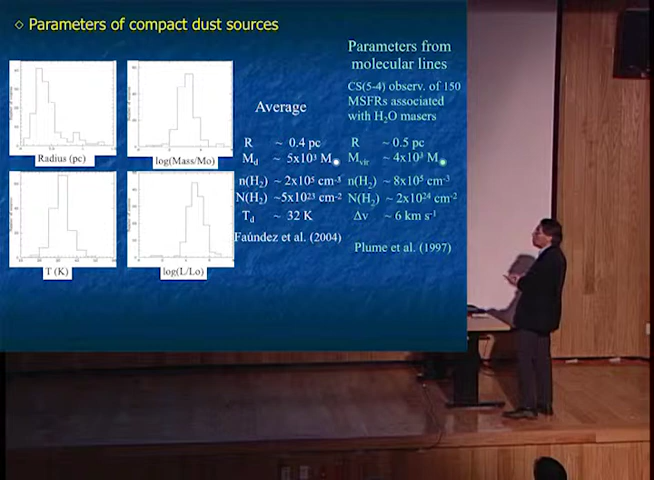 ◇ Parameters of compact dust sources
Parameters from
molecular lines
CS(5-4) observ. of 150
MSFRs associated
with H₂O masers
Radius (pc)
log(Mass/Mo)
T (K)
log(L/Lo)
Average
R ~ 0.4 pc
M_d ~ 5x10³ M
n(H₂) ~ 2x10⁵ cm⁻³
N(H₂) ~5x10²³ cm⁻²
T_d ~ 32 K
Faúndez et al. (2004)
R ~ 0.5 pc
M_vir ~ 4x10³ M
n(H₂) ~ 8x10⁵ cm⁻³
N(H₂) ~ 2x10²⁴ cm⁻²
Δv ~ 6 km s⁻¹
Plume et al. (1997)